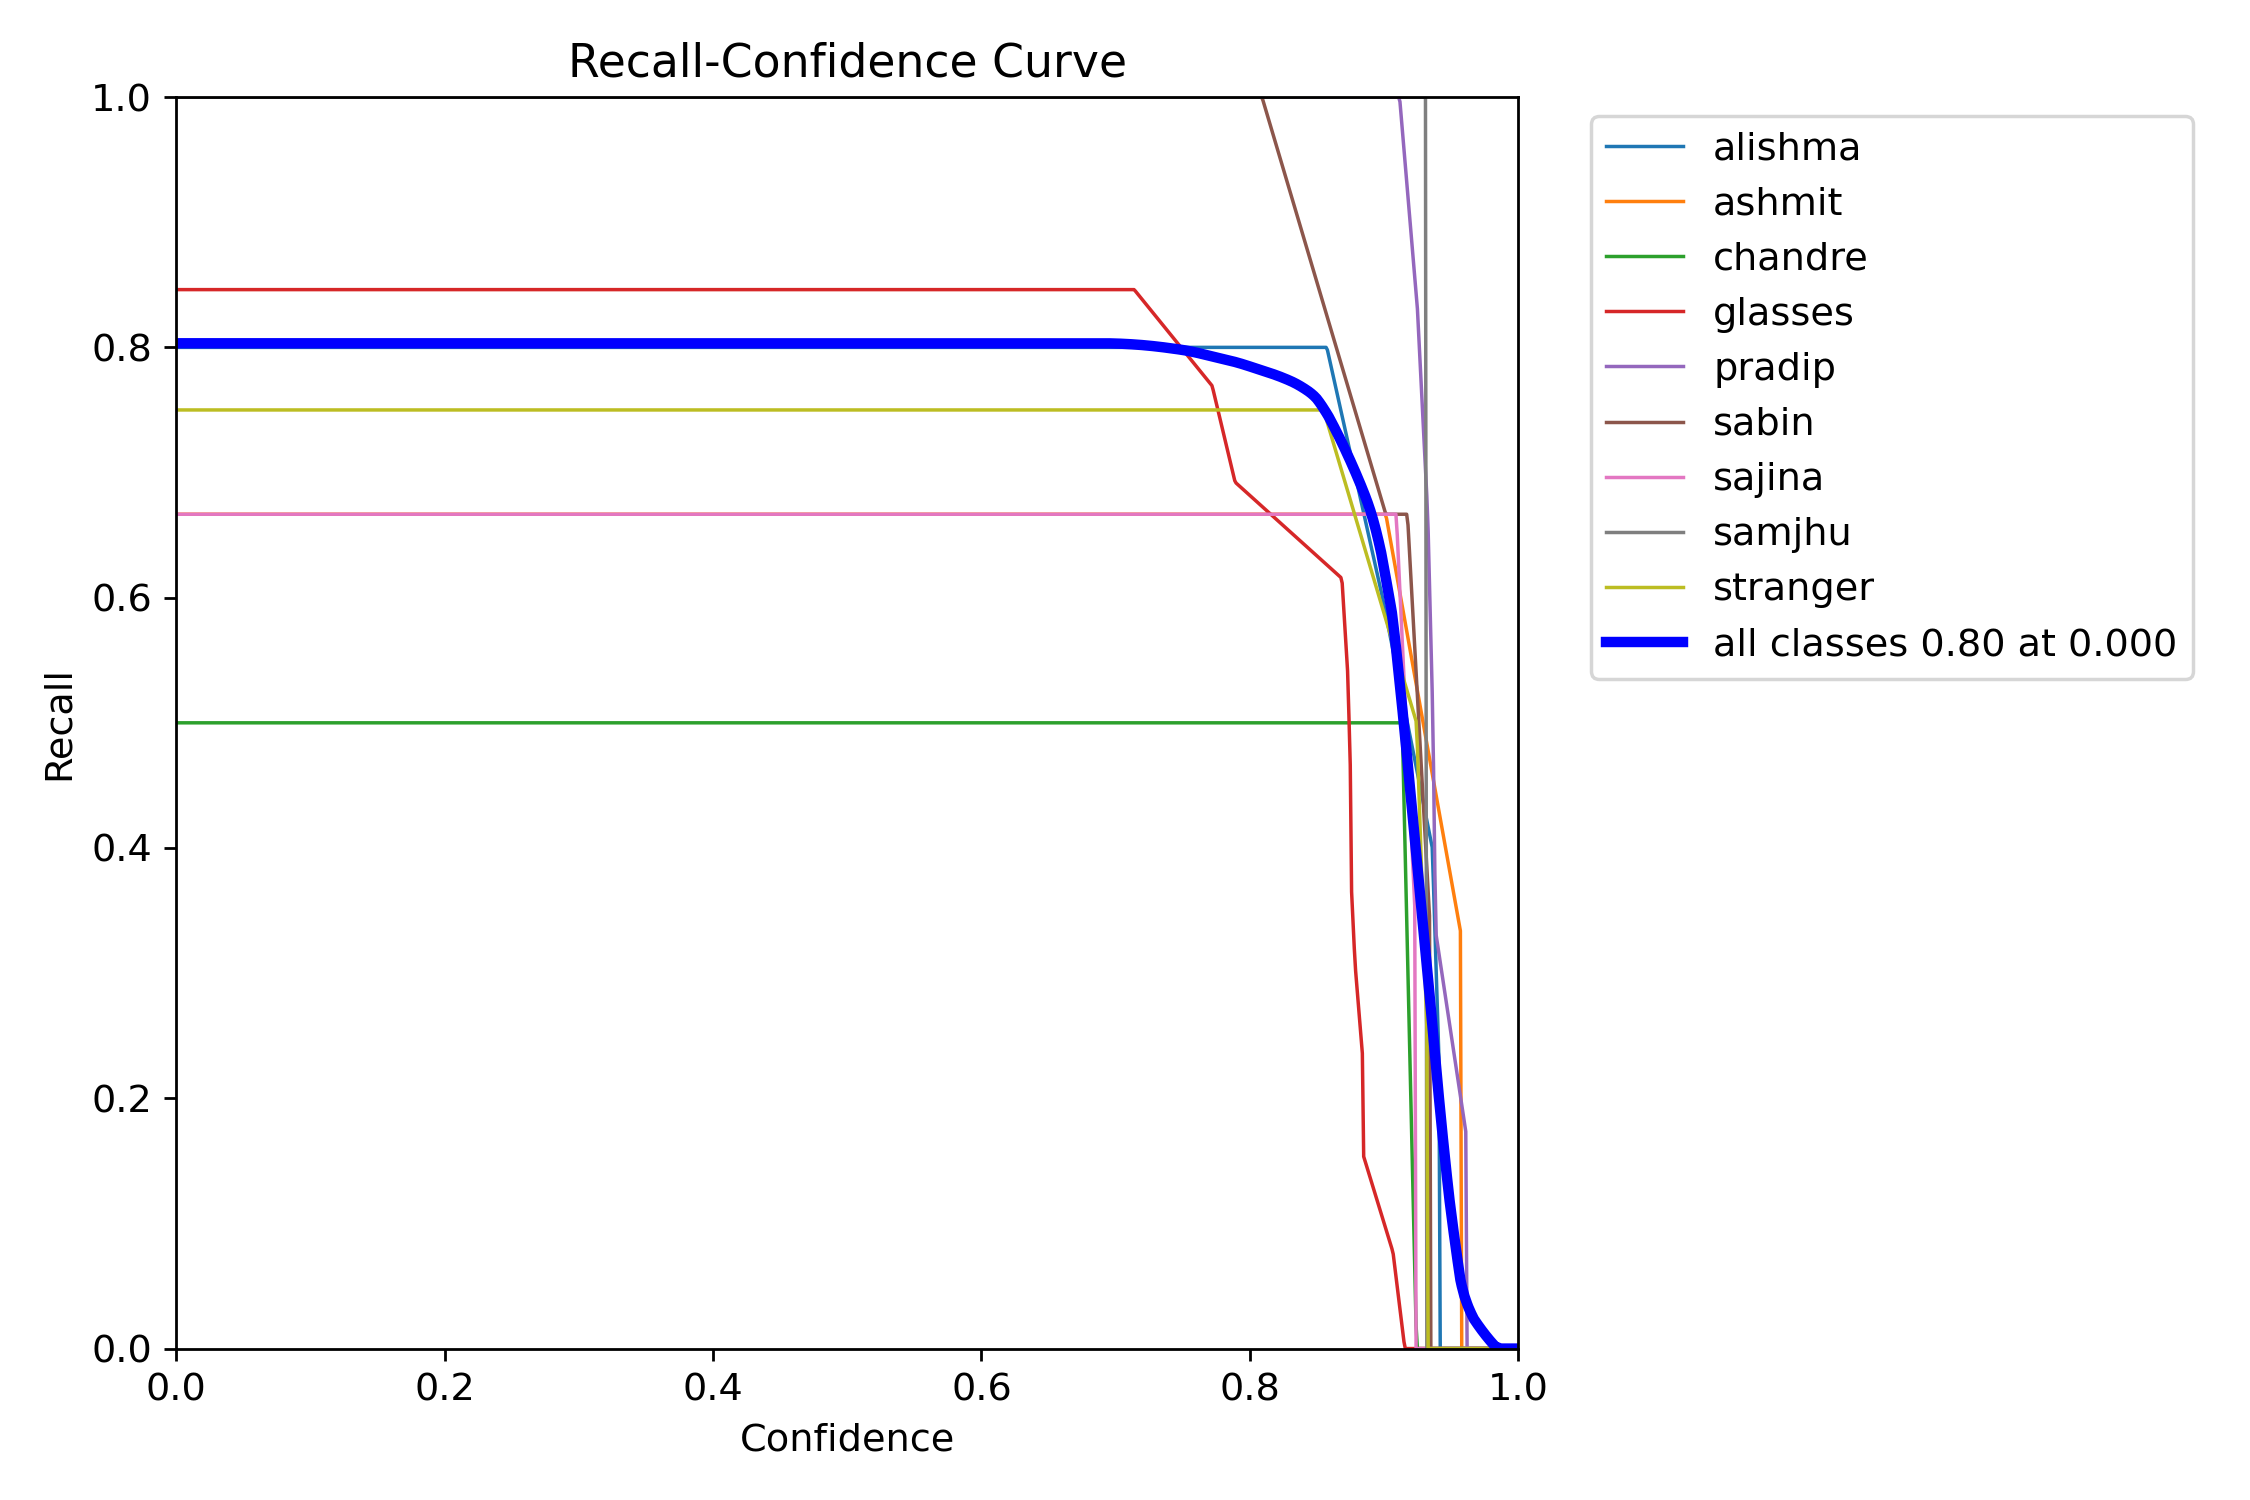 Recall-Confidence Curve
1.0
0.8
0.6
0.4
0.2
0.0
Recall
0.0 0.2 0.4 0.6 0.8 1.0
Confidence
alishma
ashmit
chandre
glasses
pradip
sabin
sajina
samjhu
stranger
all classes 0.80 at 0.000